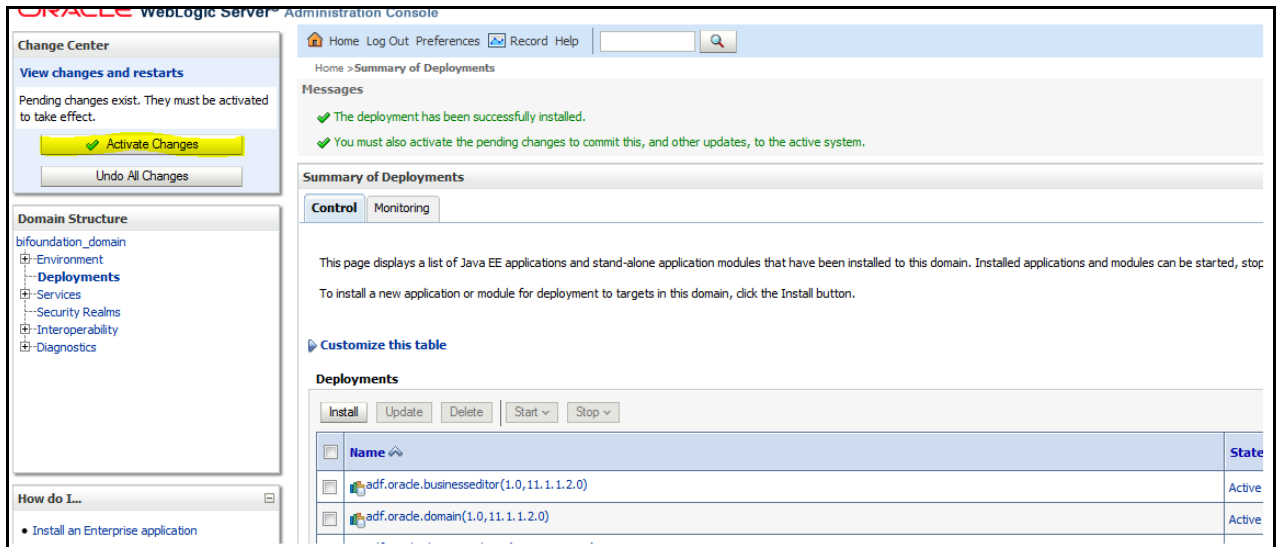 ORACLE WebLogic Server® Administration Console
Change Center
View changes and restarts
Pending changes exist. They must be activated
to take effect.
Activate Changes
Undo All Changes
Domain Structure
bifoundation_domain
Environment
Deployments
Services
Security Realms
Interoperability
Diagnostics
How do I...
Install an Enterprise application
Home Log Out Preferences Record Help
Home >Summary of Deployments
Messages
The deployment has been successfully installed.
You must also activate the pending changes to commit this, and other updates, to the active system.
Summary of Deployments
Control Monitoring
This page displays a list of Java EE applications and stand-alone application modules that have been installed to this domain. Installed applications and modules can be started, stop
To install a new application or module for deployment to targets in this domain, click the Install button.
Customize this table
Deployments
Install Update Delete Start Stop
Name State
adf.oracle.businesseditor(1.0,11.1.1.2.0) Active
adf.oracle.domain(1.0,11.1.1.2.0) Active